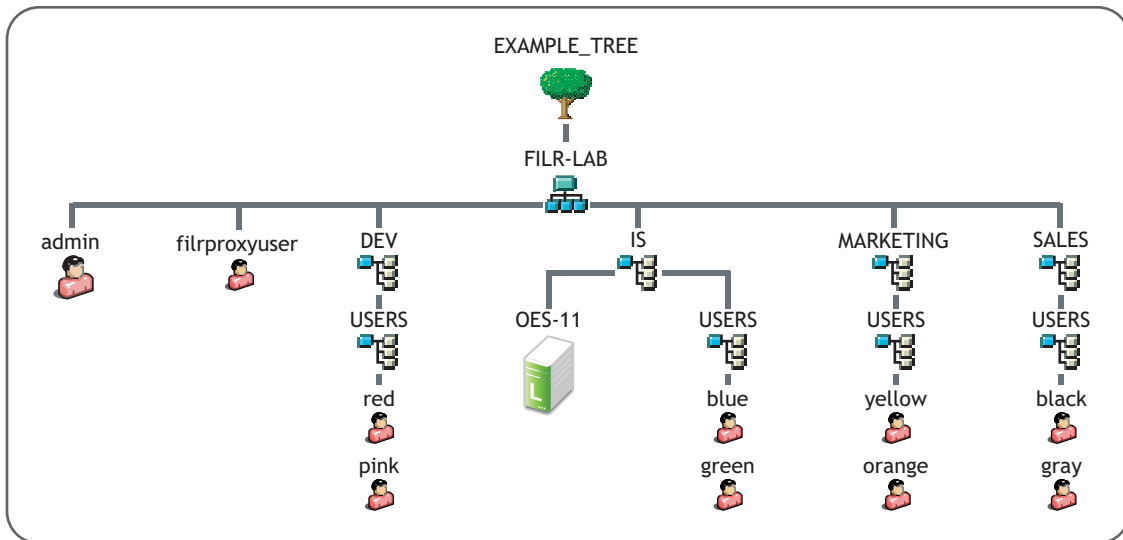 EXAMPLE_TREE
FILR-LAB
admin
filrproxyuser
DEV
IS
MARKETING
SALES
USERS
OES-11
USERS
USERS
USERS
L
red
blue
yellow
black
pink
green
orange
gray